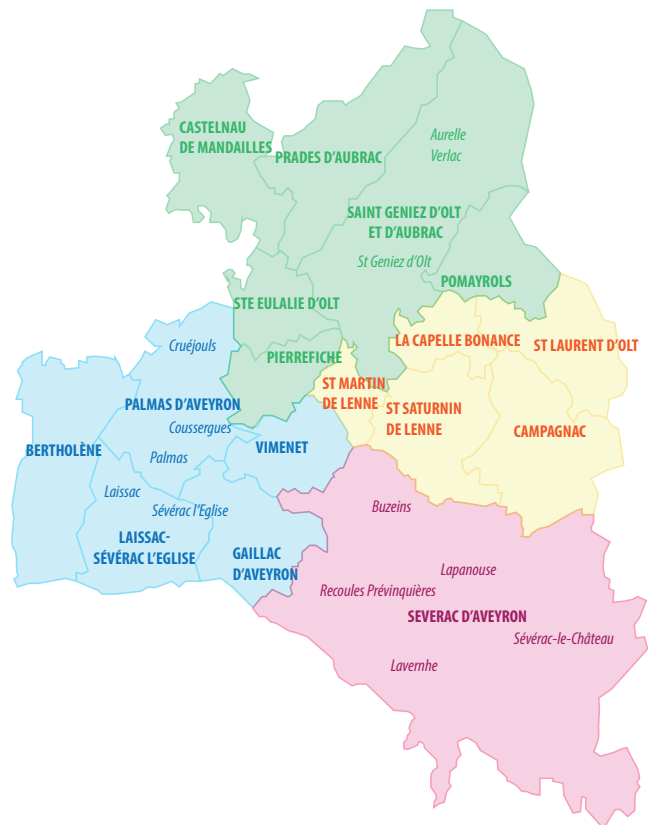 CASTELNAU
DE MANDAILLES
PRADES D'AUBRAC
Aurelle
Verlac
SAINT GENIEZ D'OLT
ET D'AUBRAC
St Geniez d'Olt
POMAYROLS
STE EULALIE D'OLT
PIERREFICHE
LA CAPELLE BONANCE
ST LAURENT D'OLT
ST MARTIN
DE LENNE
ST SATURNIN
DE LENNE
CAMPAGNAC
Cruéjouls
PALMAS D'AVEYRON
Coussergues
BERTHOLÈNE
VIMENET
Palmas
Laissac
Sévérac l'Eglise
LAISSAC-
SÉVÉRAC L'EGLISE
GAILLAC
D'AVEYRON
Buzeins
Lapanouse
Recoules Prévinquières
SEVERAC D'AVEYRON
Sévérac-le-Château
Lavernhe